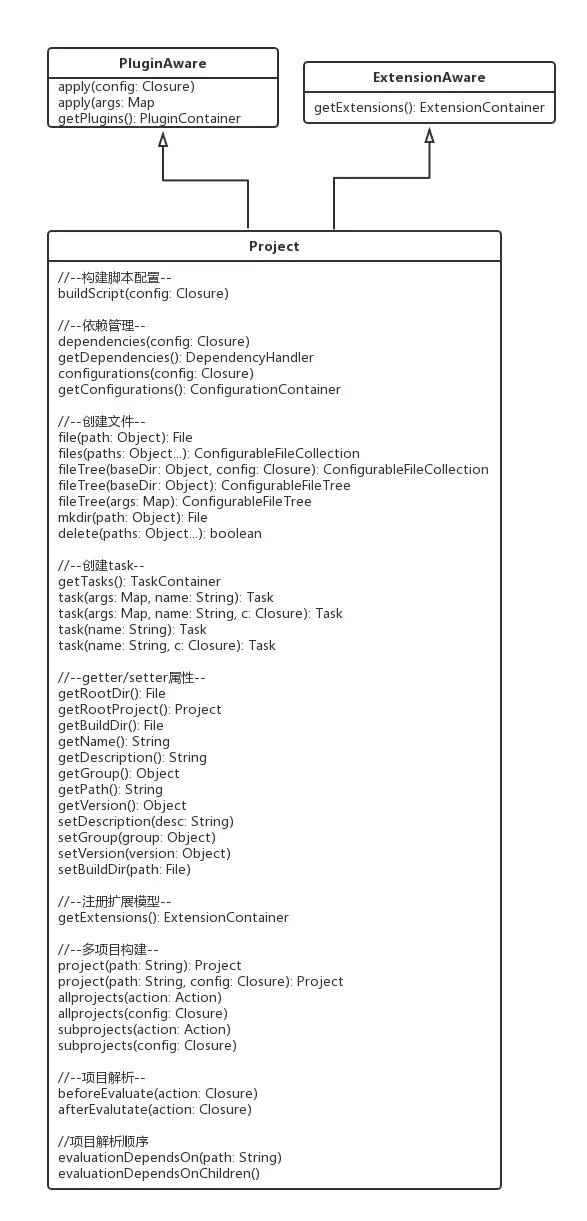 PluginAware
apply(config: Closure)
apply(args: Map
getPlugins(): PluginContainer
ExtensionAware
getExtensions(): ExtensionContainer
Project
//--构建脚本配置--
buildScript(config: Closure)
//--依赖管理--
dependencies(config: Closure)
getDependencies(): DependencyHandler
configurations(config: Closure)
getConfigurations(): ConfigurationContainer
//--创建文件--
file(path: Object): File
files(paths: Object...): ConfigurableFileCollection
fileTree(baseDir: Object, config: Closure): ConfigurableFileCollection
fileTree(baseDir: Object): ConfigurableFileTree
fileTree(args: Map): ConfigurableFileTree
mkdir(path: Object): File
delete(paths: Object...): boolean
//--创建task--
getTasks(): TaskContainer
task(args: Map, name: String): Task
task(args: Map, name: String, c: Closure): Task
task(name: String): Task
task(name: String, c: Closure): Task
//--getter/setter属性--
getRootDir(): File
getRootProject(): Project
getBuildDir(): File
getName(): String
getDescription(): String
getGroup(): Object
getPath(): String
getVersion(): Object
setDescription(desc: String)
setGroup(group: Object)
setVersion(version: Object)
setBuildDir(path: File)
//--注册扩展模型--
getExtensions(): ExtensionContainer
//--多项目构建--
project(path: String): Project
project(path: String, config: Closure): Project
allprojects(action: Action)
allprojects(config: Closure)
subprojects(action: Action)
subprojects(config: Closure)
//--项目解析--
beforeEvaluate(action: Closure)
afterEvalutate(action: Closure)
//项目解析顺序
evaluationDependsOn(path: String)
evaluationDependsOnChildren()